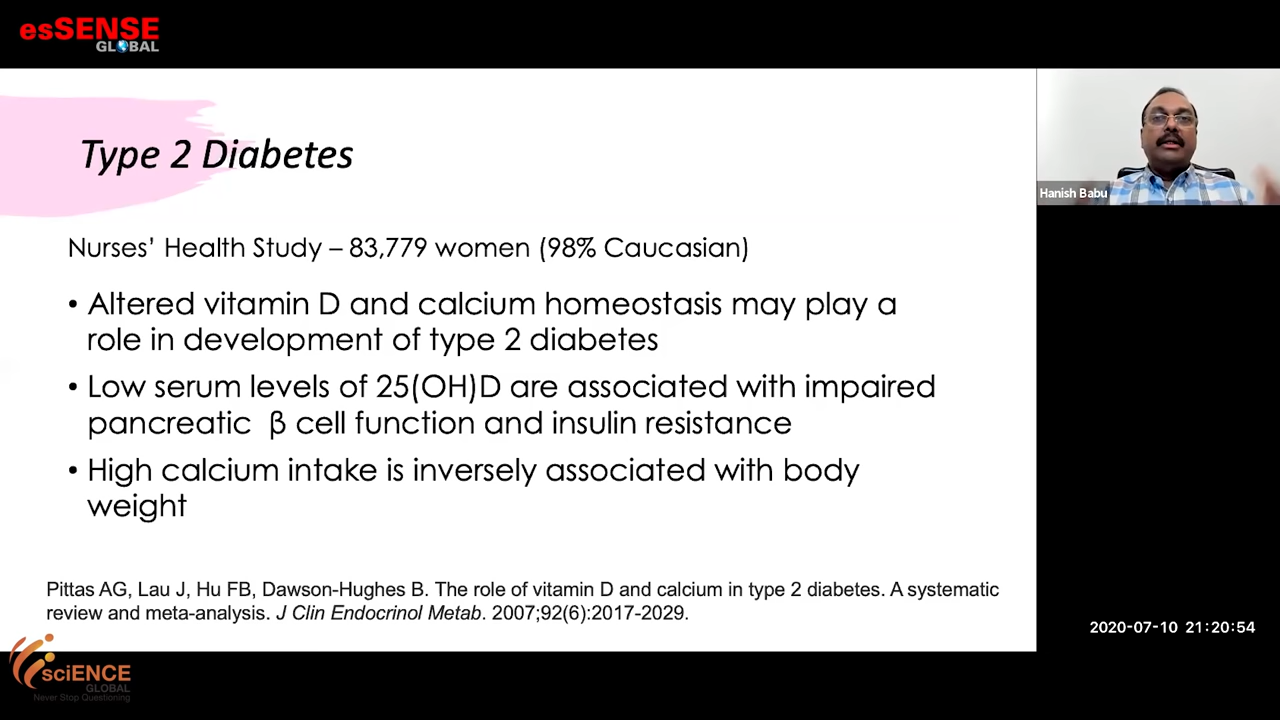 esSENSE
GLOBAL
Type 2 Diabetes
Hanish Babu
Nurses’ Health Study – 83,779 women (98% Caucasian)
• Altered vitamin D and calcium homeostasis may play a
role in development of type 2 diabetes
• Low serum levels of 25(OH)D are associated with impaired
pancreatic β cell function and insulin resistance
• High calcium intake is inversely associated with body
weight
Pittas AG, Lau J, Hu FB, Dawson-Hughes B. The role of vitamin D and calcium in type 2 diabetes. A systematic
review and meta-analysis. J Clin Endocrinol Metab. 2007;92(6):2017-2029.
2020-07-10 21:20:54
sciENCE
GLOBAL
Never Stop Questioning